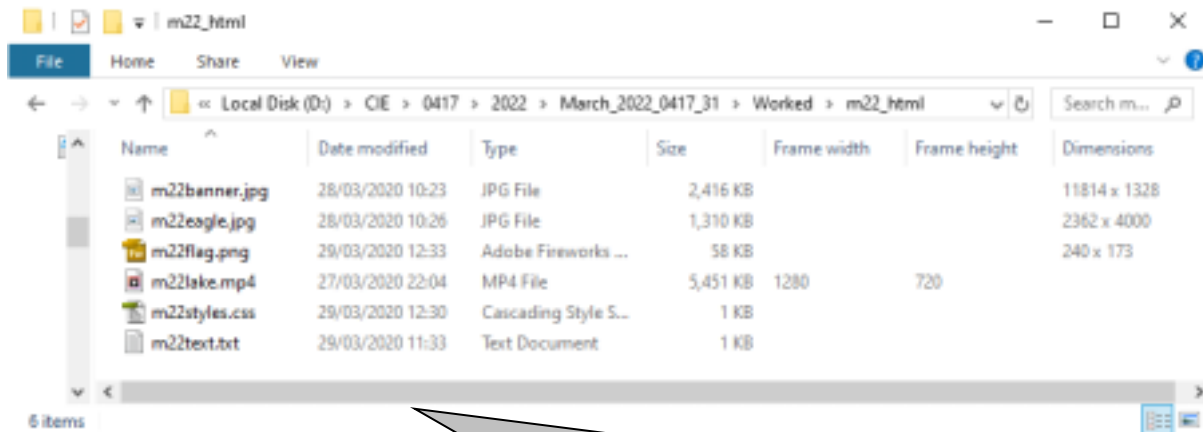 m22_html
File Home Share View
« Local Disk (D:) > CIE > 0417 > 2022 > March_2022_0417_31 > Worked > m22_html Search m...
Name Date modified Type Size Frame width Frame height Dimensions
m22banner.jpg 28/03/2020 10:23 JPG File 2,416 KB 11814 x 1328
m22eagle.jpg 28/03/2020 10:26 JPG File 1,310 KB 2362 x 4000
m22flag.png 29/03/2020 12:33 Adobe Fireworks ... 58 KB 240 x 173
m22lake.mp4 27/03/2020 22:04 MP4 File 5,451 KB 1280 720
m22styles.css 29/03/2020 12:30 Cascading Style S... 1 KB
m22text.txt 29/03/2020 11:33 Text Document 1 KB
6 items